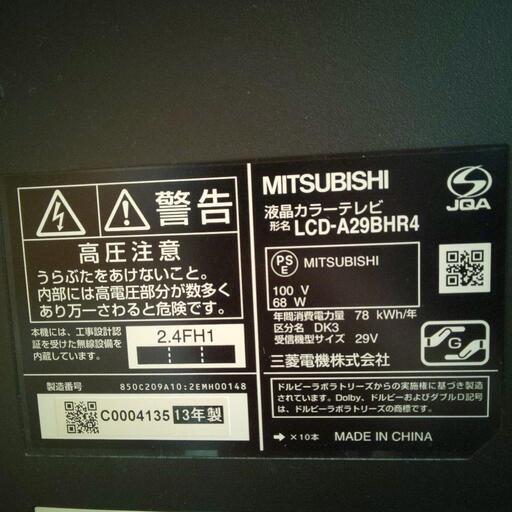 警告
高圧注意
うらぶたをあけないこと。
内部には高電圧部分が数多く
あり万一さわると危険です。
本機には、工事設計認
証を受けた無線設備を
内蔵しています。
2.4FH1
製造番号
850C209A10:2EMH00148
C0004135 13年製
MITSUBISHI
液晶カラーテレビ
形名 LCD-A29BHR4
JQA
PS
E
MITSUBISHI
100 V
68 W
年間消費電力量 78 kWh/年
区分名 DK3
受信機型サイズ 29V
三菱電機株式会社
G
ドルビーラボラトリーズからの実施権に基づき製造
されています。Dolby、ドルビーおよびダブルD記号
は、ドルビーラボラトリーズの商標です。
→ ×10本 MADE IN CHINA